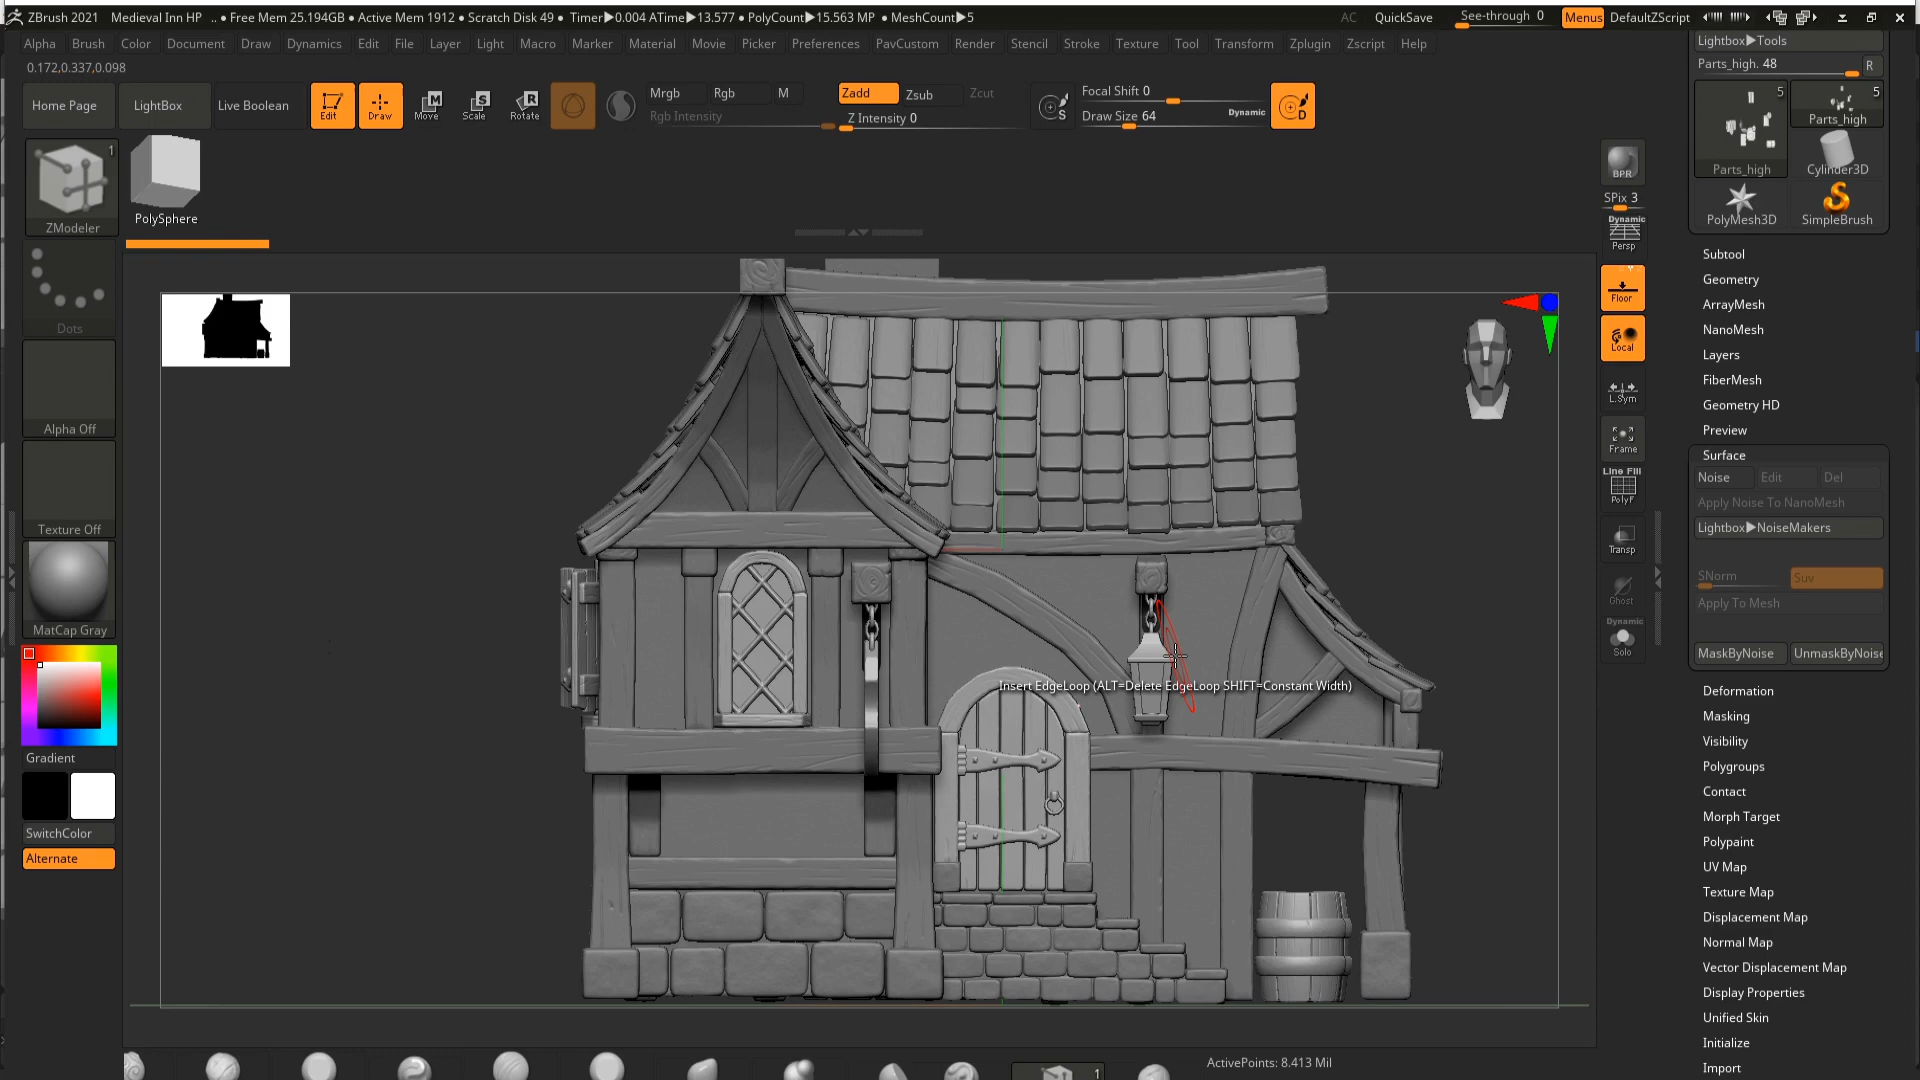 ZBrush 2021 Medieval Inn HP .. ● Free Mem 25.194GB ● Active Mem 1912 ● Scratch Disk 49 ● Timer▶0.004 ATime▶13.577 ● PolyCount▶15.563 MP ● MeshCount▶5 AC QuickSave See-through 0 Menus DefaultZScript
Alpha Brush Color Document Draw Dynamics Edit File Layer Light Macro Marker Material Movie Picker Preferences PavCustom Render Stencil Stroke Texture Tool Transform Zplugin Zscript Help
0.172,0.337,0.098
Home Page LightBox Live Boolean Edit Draw Move Scale Rotate
Mrgb Rgb M Zadd Zsub Zcut
Rgb Intensity Z Intensity 0
S
Focal Shift 0
Draw Size 64 Dynamic
D
1
ZModeler
PolySphere
Dots
Alpha Off
Texture Off
MatCap Gray
Gradient
SwitchColor
Alternate
Insert EdgeLoop (ALT=Delete EdgeLoop SHIFT=Constant Width)
1
ActivePoints: 8.413 Mil
BPR
SPix 3
Dynamic
Persp
Floor
Local
L.Sym
Frame
Line Fill
PolyF
Transp
Ghost
Dynamic
Solo
Lightbox▶Tools
Parts_high. 48 R
5 5
Parts_high
Parts_high Cylinder3D
PolyMesh3D SimpleBrush
Subtool
Geometry
ArrayMesh
NanoMesh
Layers
FiberMesh
Geometry HD
Preview
Surface
Noise Edit Del
Apply Noise To NanoMesh
Lightbox▶NoiseMakers
SNorm Suv
Apply To Mesh
MaskByNoise UnmaskByNoise
Deformation
Masking
Visibility
Polygroups
Contact
Morph Target
Polypaint
UV Map
Texture Map
Displacement Map
Normal Map
Vector Displacement Map
Display Properties
Unified Skin
Initialize
Import